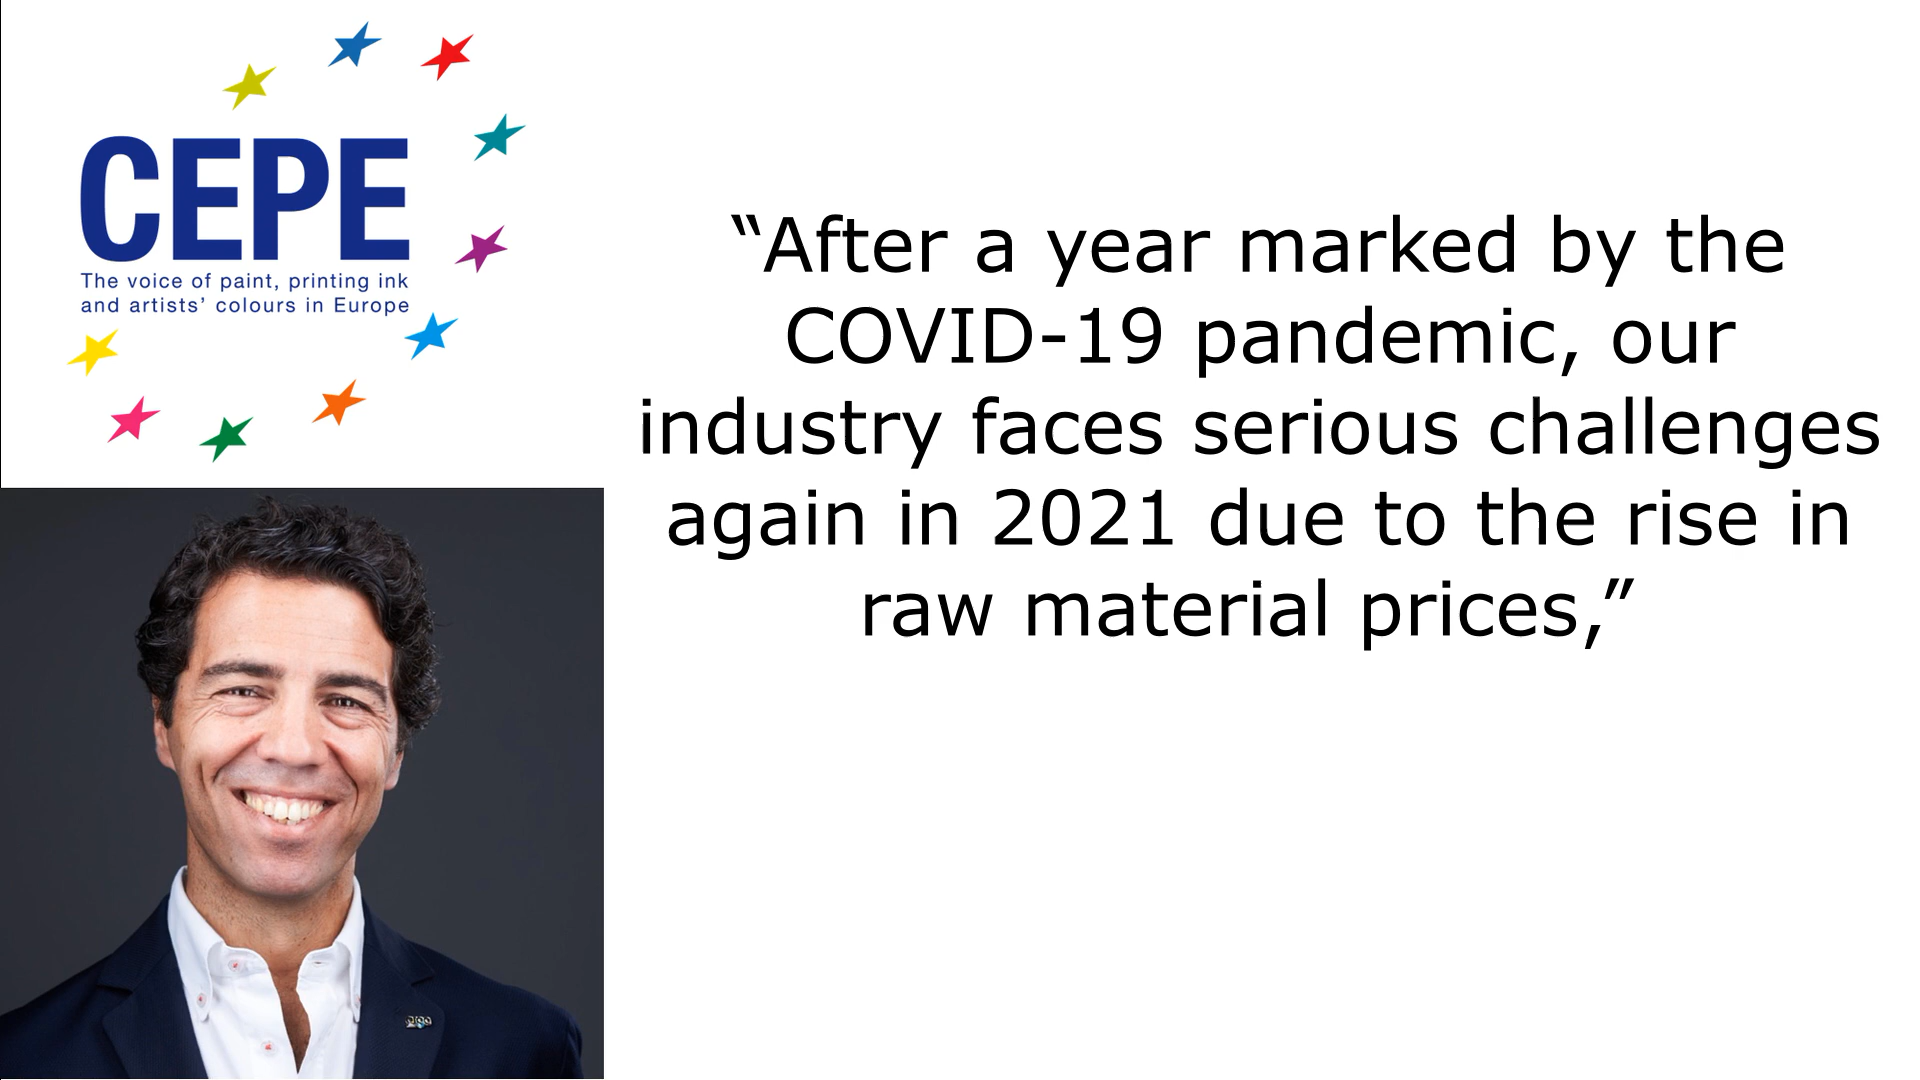 CEPE
The voice of paint, printing ink
and artists’ colours in Europe
“After a year marked by the
COVID-19 pandemic, our
industry faces serious challenges
again in 2021 due to the rise in
raw material prices,”